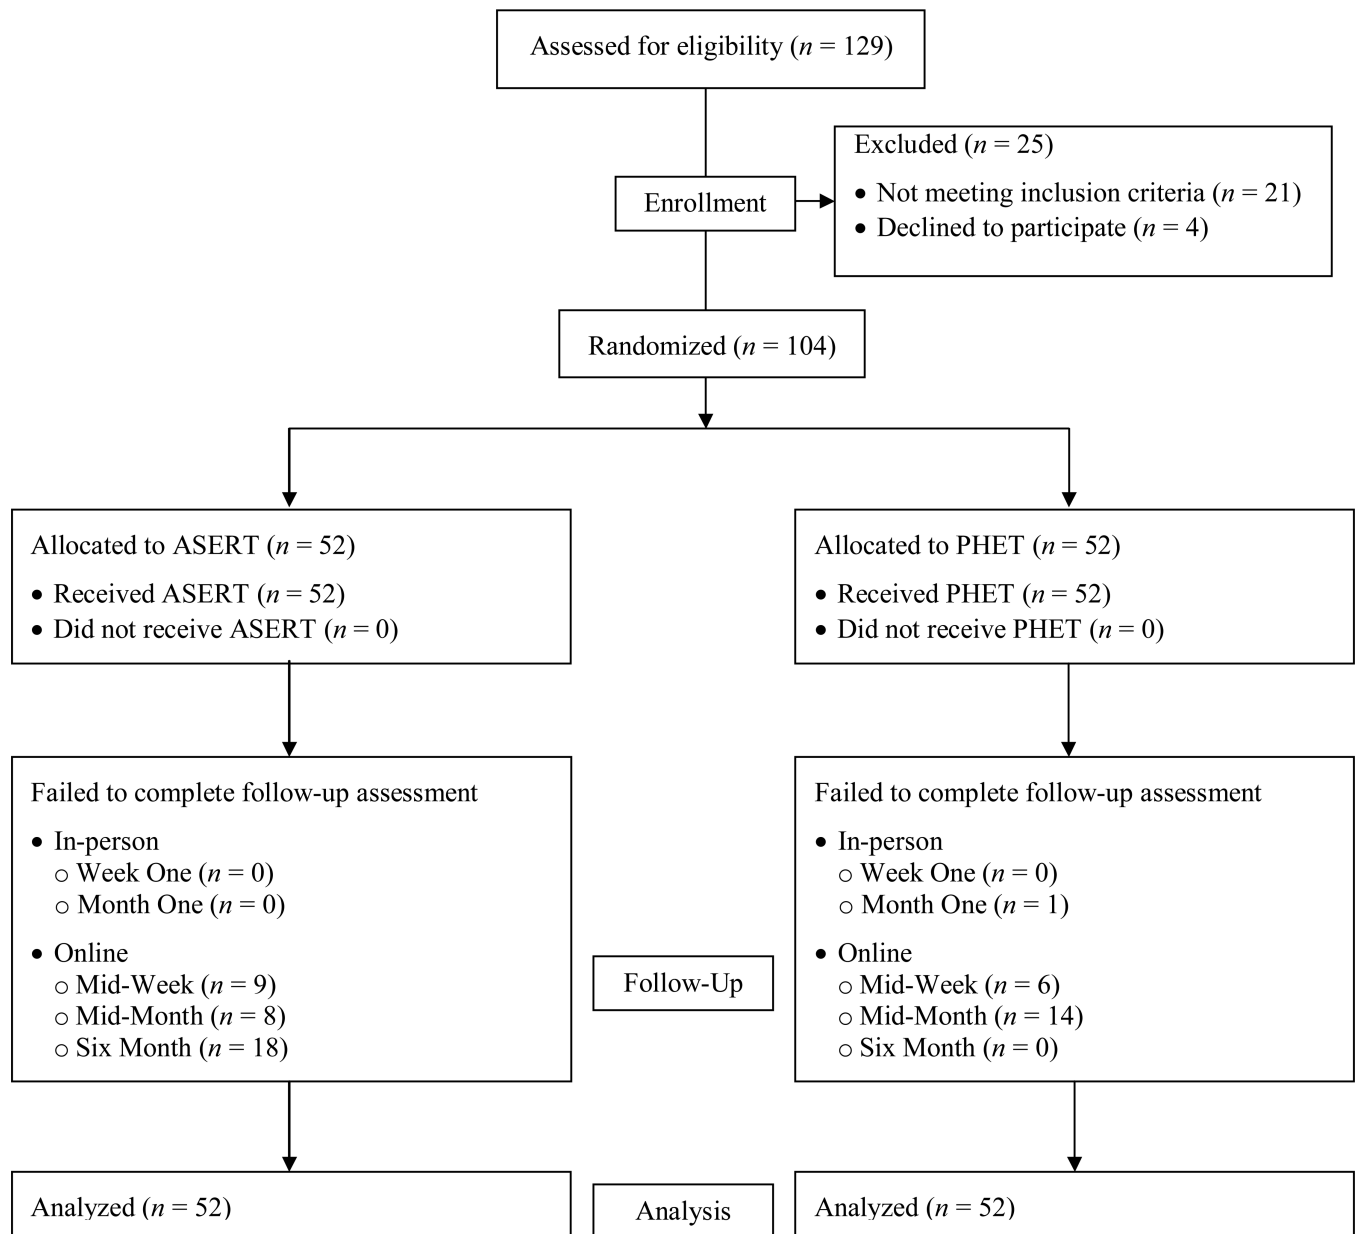 Assessed for eligibility (n = 129)
Excluded (n = 25)
• Not meeting inclusion criteria (n = 21)
• Declined to participate (n = 4)
Enrollment
Randomized (n = 104)
Allocated to ASERT (n = 52)
• Received ASERT (n = 52)
• Did not receive ASERT (n = 0)
Allocated to PHET (n = 52)
• Received PHET (n = 52)
• Did not receive PHET (n = 0)
Failed to complete follow-up assessment
• In-person
○ Week One (n = 0)
○ Month One (n = 0)
• Online
○ Mid-Week (n = 9)
○ Mid-Month (n = 8)
○ Six Month (n = 18)
Follow-Up
Failed to complete follow-up assessment
• In-person
○ Week One (n = 0)
○ Month One (n = 1)
• Online
○ Mid-Week (n = 6)
○ Mid-Month (n = 14)
○ Six Month (n = 0)
Analyzed (n = 52)
Analysis
Analyzed (n = 52)